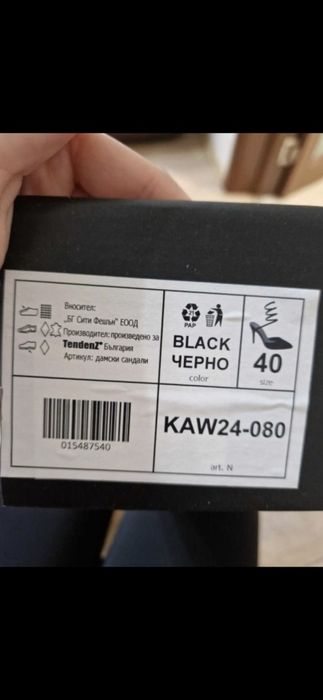 Вносител:
„БГ Сити Фешън" ЕООД
Производител: произведено за
TendenZ® България
Артикул: дамски сандали
PAP
BLACK
ЧЕРНО
color
40
size
015487540
KAW24-080
art. N